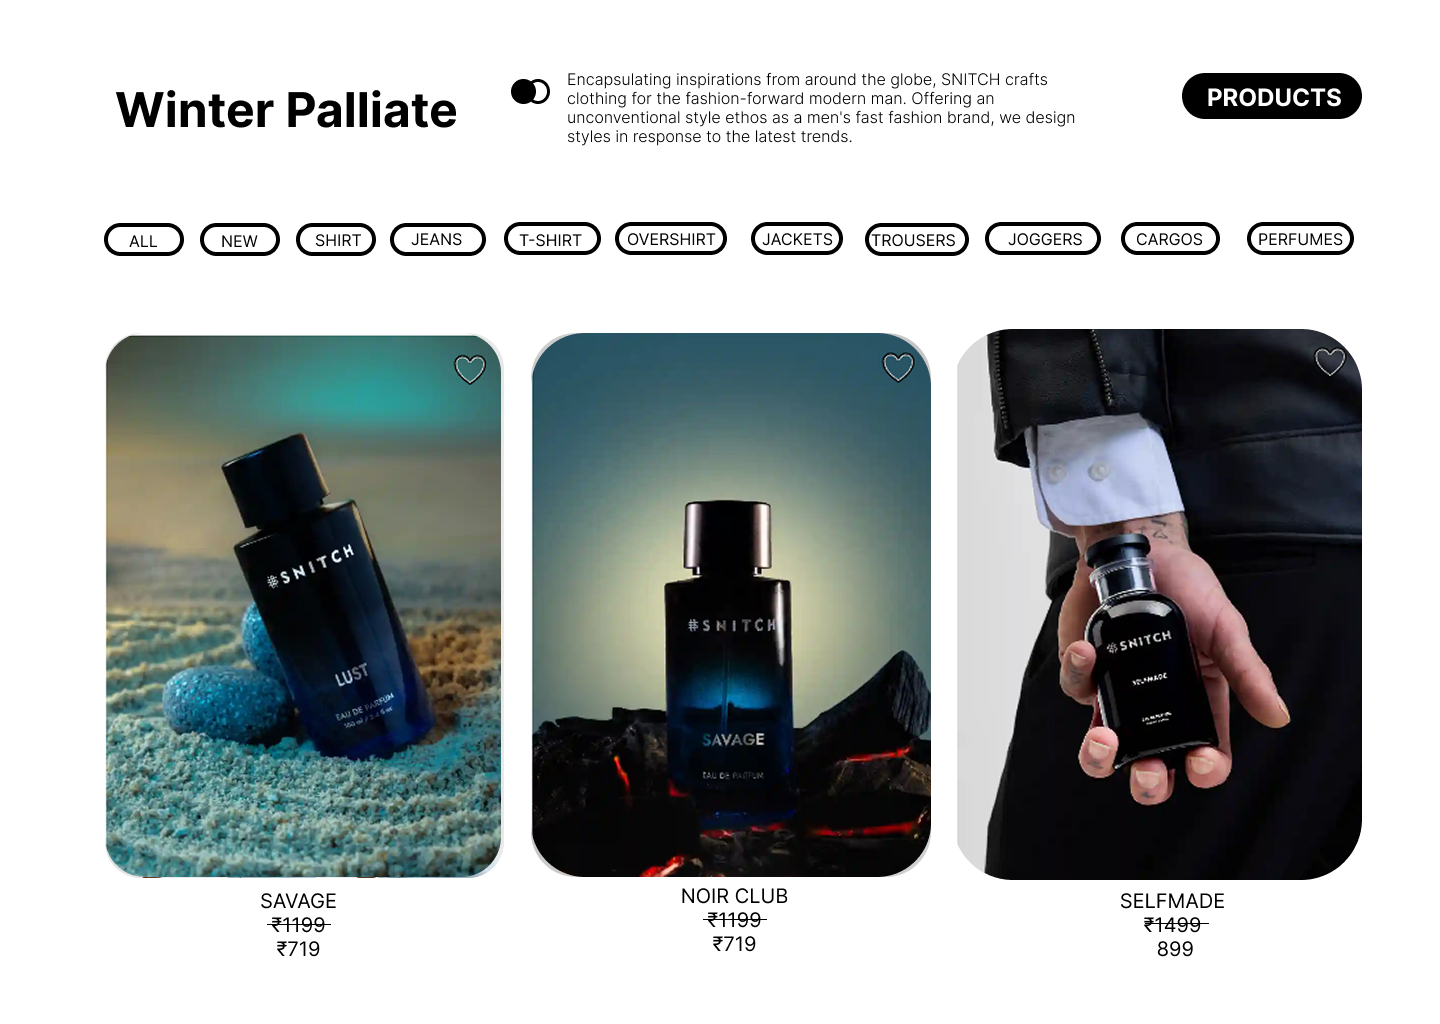 Winter Palliate
Encapsulating inspirations from around the globe, SNITCH crafts
clothing for the fashion-forward modern man. Offering an
unconventional style ethos as a men's fast fashion brand, we design
styles in response to the latest trends.
PRODUCTS
ALL
NEW
SHIRT
JEANS
T-SHIRT
OVERSHIRT
JACKETS
TROUSERS
JOGGERS
CARGOS
PERFUMES
#SNITCH
LUST
EAU DE PARFUM
#SNITCH
SAVAGE
EAU DE PARFUM
#SNITCH
SELFMADE
SAVAGE
₹1199
₹719
NOIR CLUB
₹1199
₹719
SELFMADE
₹1499
899